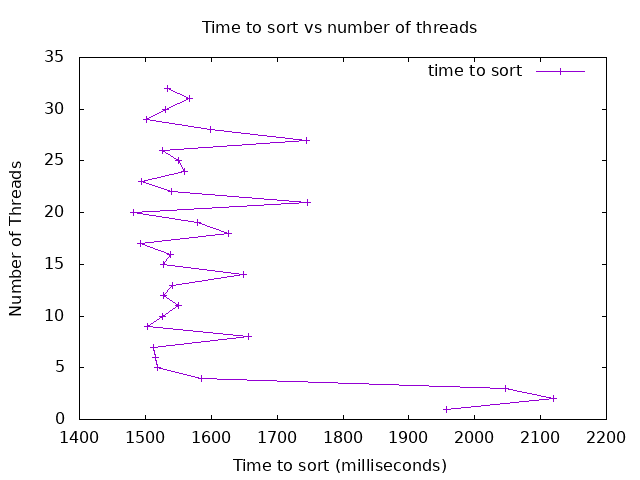 Time to sort vs number of threads
time to sort
35
30
25
20
15
10
5
0
Number of Threads
1400 1500 1600 1700 1800 1900 2000 2100 2200
Time to sort (milliseconds)